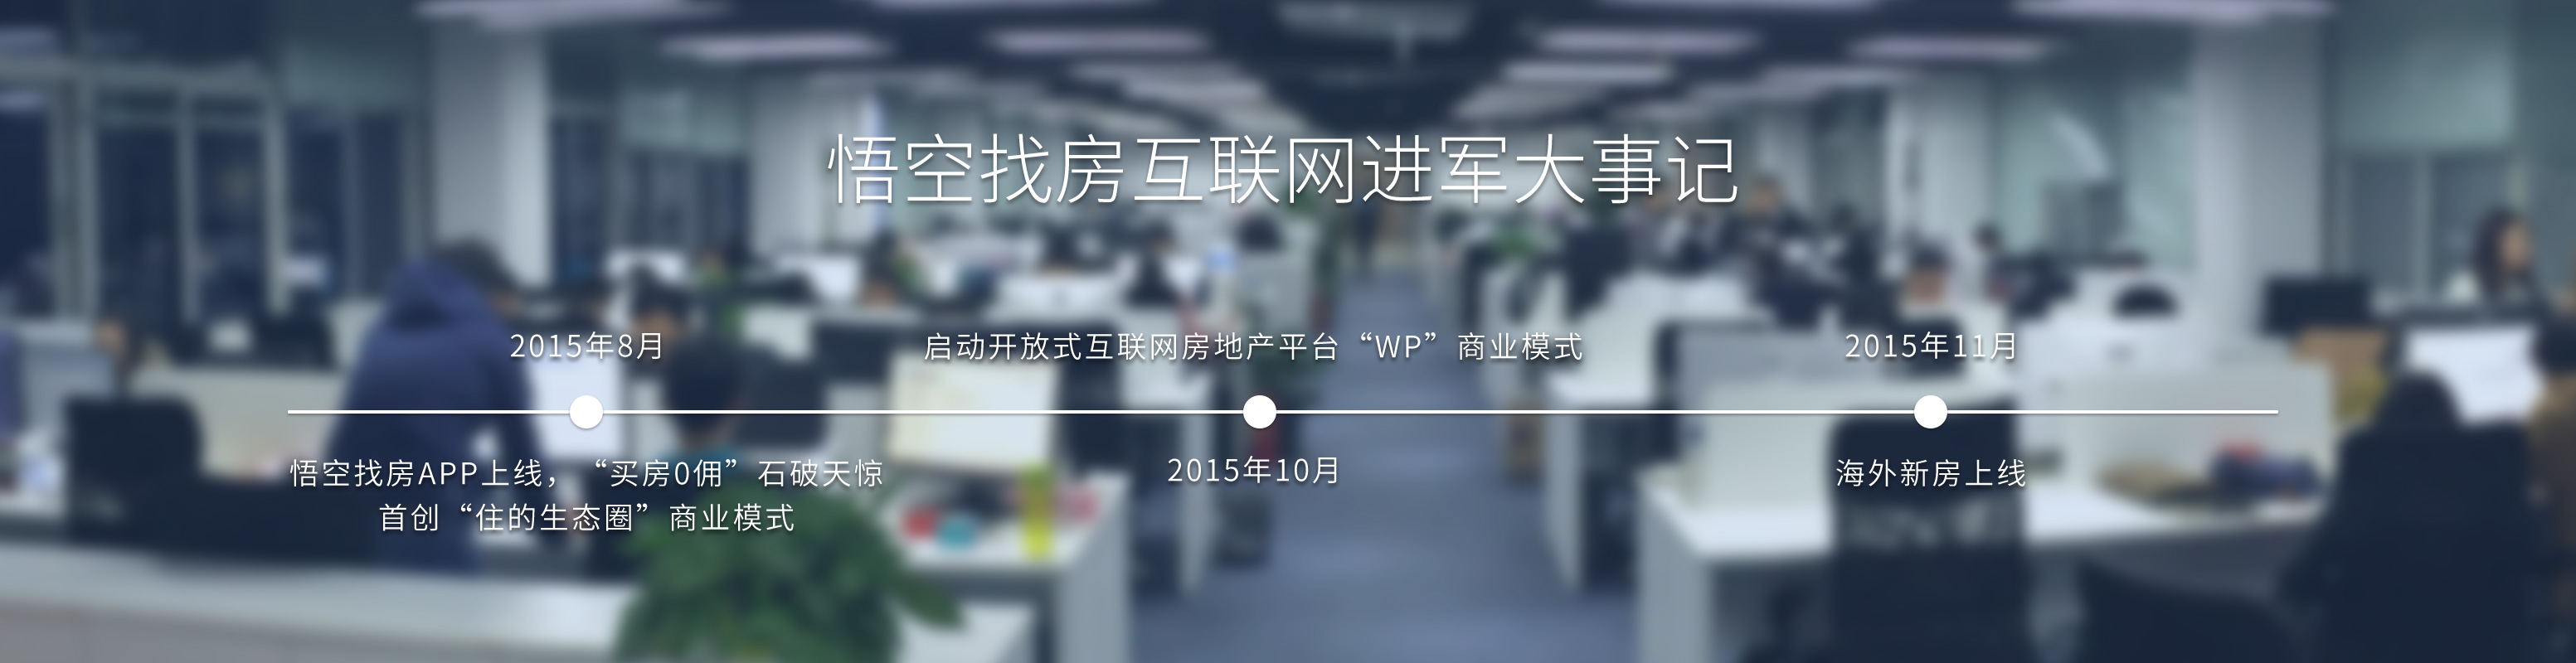 悟空找房互联网进军大事记
2015年8月
悟空找房APP上线，“买房0佣”石破天惊
首创“住的生态圈”商业模式
启动开放式互联网房地产平台“WP”商业模式
2015年10月
2015年11月
海外新房上线